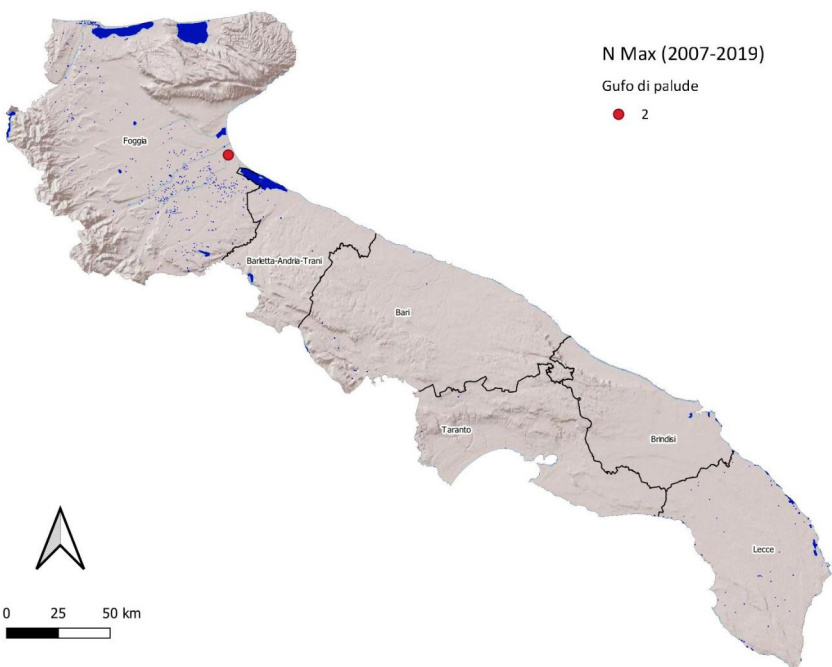 N Max (2007-2019)
Gufo di palude
2
Foggia
Barletta-Andria-Trani
Bari
Taranto
Brindisi
Lecce
0 25 50 km